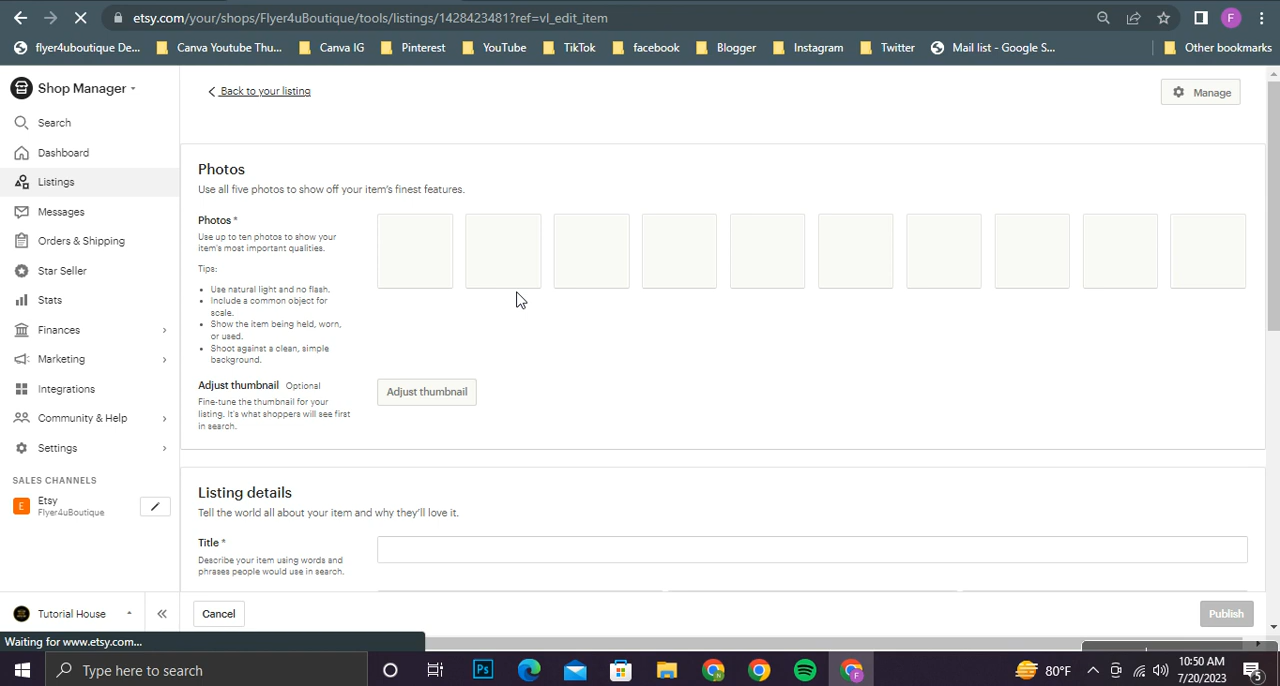 etsy.com/your/shops/Flyer4uBoutique/tools/listings/1428423481?ref=vl_edit_item
F
flyer4uboutique De...
Canva Youtube Thu...
Canva IG
Pinterest
YouTube
TikTok
facebook
Blogger
Instagram
Twitter
Mail list - Google S...
Other bookmarks
Shop Manager
Search
Dashboard
Listings
Messages
Orders & Shipping
Star Seller
Stats
Finances
Marketing
Integrations
Community & Help
Settings
SALES CHANNELS
E
Etsy
Flyer4uBoutique
Tutorial House
Back to your listing
Manage
Photos
Use all five photos to show off your item's finest features.
Photos *
Use up to ten photos to show your
item's most important qualities.
Tips:
• Use natural light and no flash.
• Include a common object for
scale.
• Show the item being held, worn,
or used.
• Shoot against a clean, simple
background.
Adjust thumbnail Optional
Fine-tune the thumbnail for your
listing. It's what shoppers will see first
in search.
Adjust thumbnail
Listing details
Tell the world all about your item and why they'll love it.
Title *
Describe your item using words and
phrases people would use in search.
Cancel
Publish
Waiting for www.etsy.com...
Type here to search
Ps
N
F
80°F
10:50 AM
7/20/2023
5